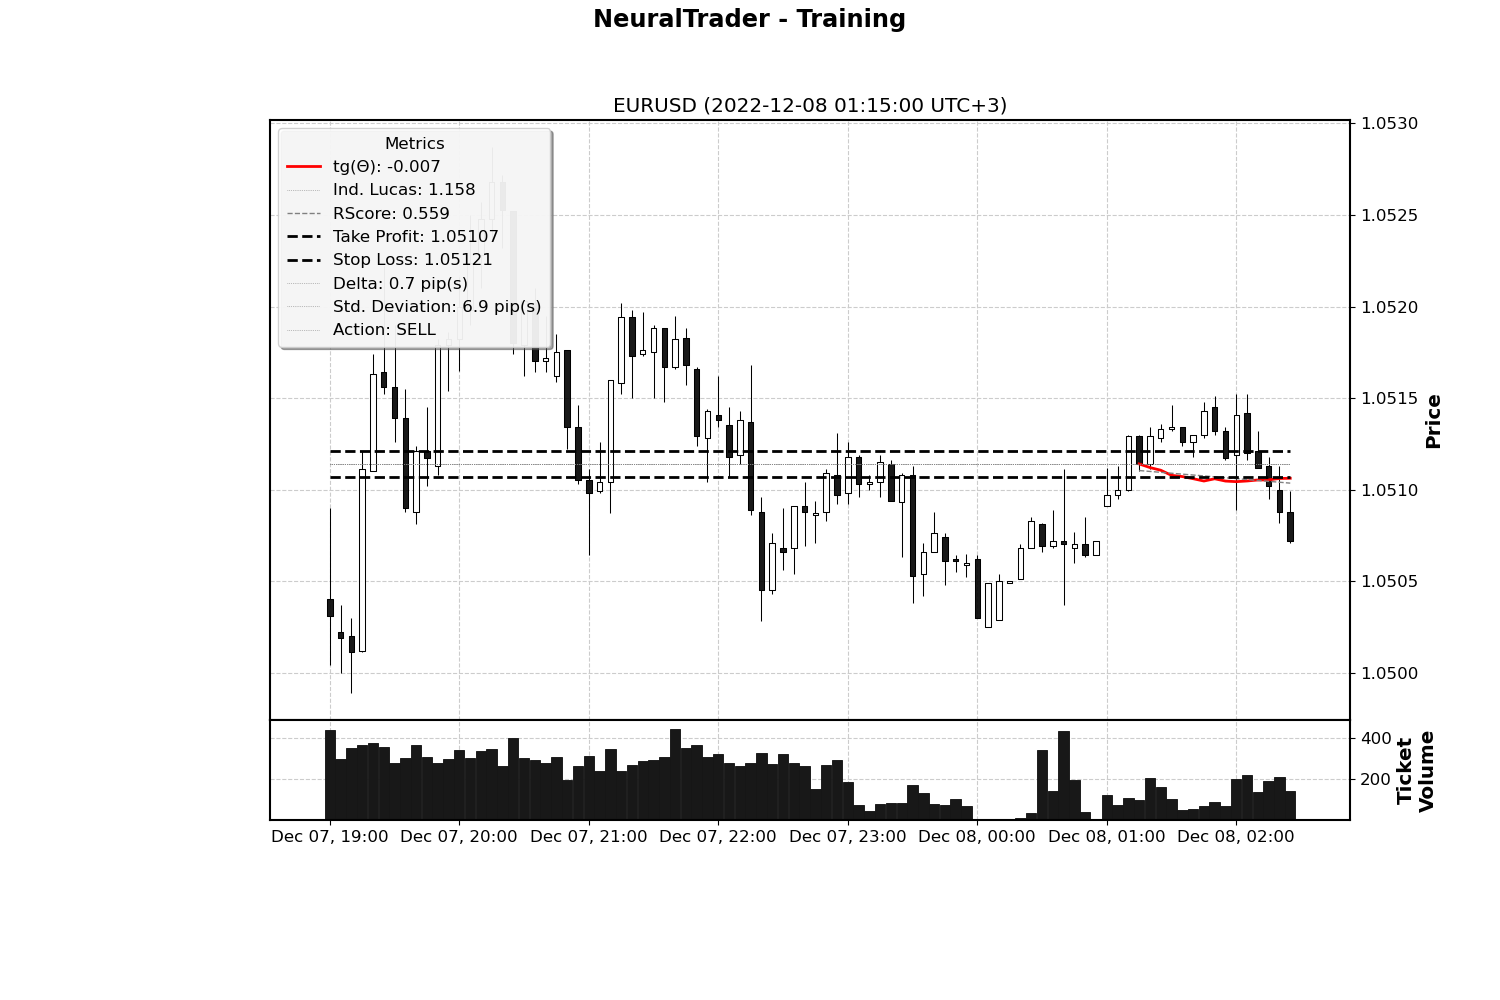 NeuralTrader - Training
EURUSD (2022-12-08 01:15:00 UTC+3)
Metrics
tg(Θ): -0.007
Ind. Lucas: 1.158
RScore: 0.559
Take Profit: 1.05107
Stop Loss: 1.05121
Delta: 0.7 pip(s)
Std. Deviation: 6.9 pip(s)
Action: SELL
1.0530
1.0525
1.0520
1.0515
1.0510
1.0505
1.0500
Price
400
200
Ticket
Volume
Dec 07, 19:00
Dec 07, 20:00
Dec 07, 21:00
Dec 07, 22:00
Dec 07, 23:00
Dec 08, 00:00
Dec 08, 01:00
Dec 08, 02:00